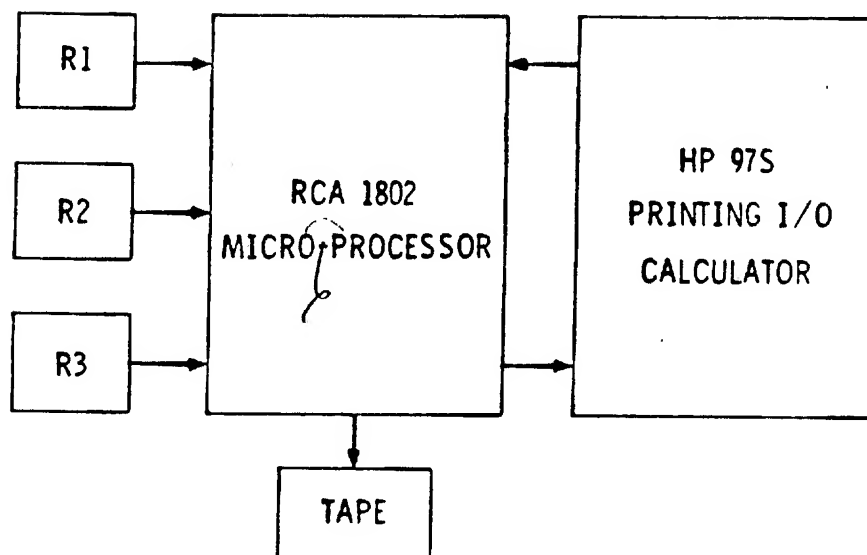 R1
R2
R3
RCA 1802
MICRO-PROCESSOR
HP 97S
PRINTING I/O
CALCULATOR
TAPE